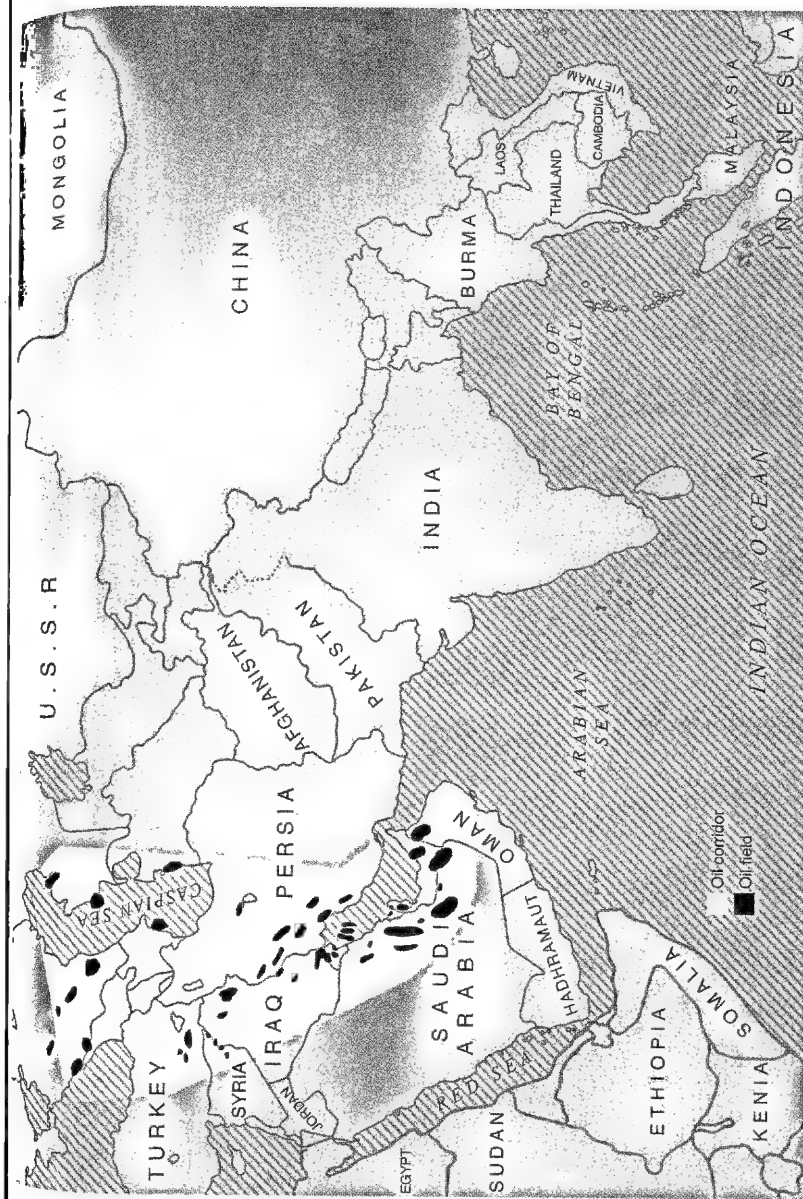 MONGOLIA
U.S.S.R
CHINA
CASPIAN SEA
TURKEY
SYRIA
IRAQ
JORDAN
PERSIA
AFGHANISTAN
PAKISTAN
INDIA
BURMA
LAOS
THAILAND
CAMBODIA
VIETNAM
MALAYSIA
INDONESIA
SAUDI
ARABIA
OMAN
HADHRAMAUT
RED SEA
EGYPT
SUDAN
ETHIOPIA
SOMALIA
KENIA
ARABIAN
SEA
BAY OF
BENGAL
INDIAN OCEAN
Oil corridor
Oil field